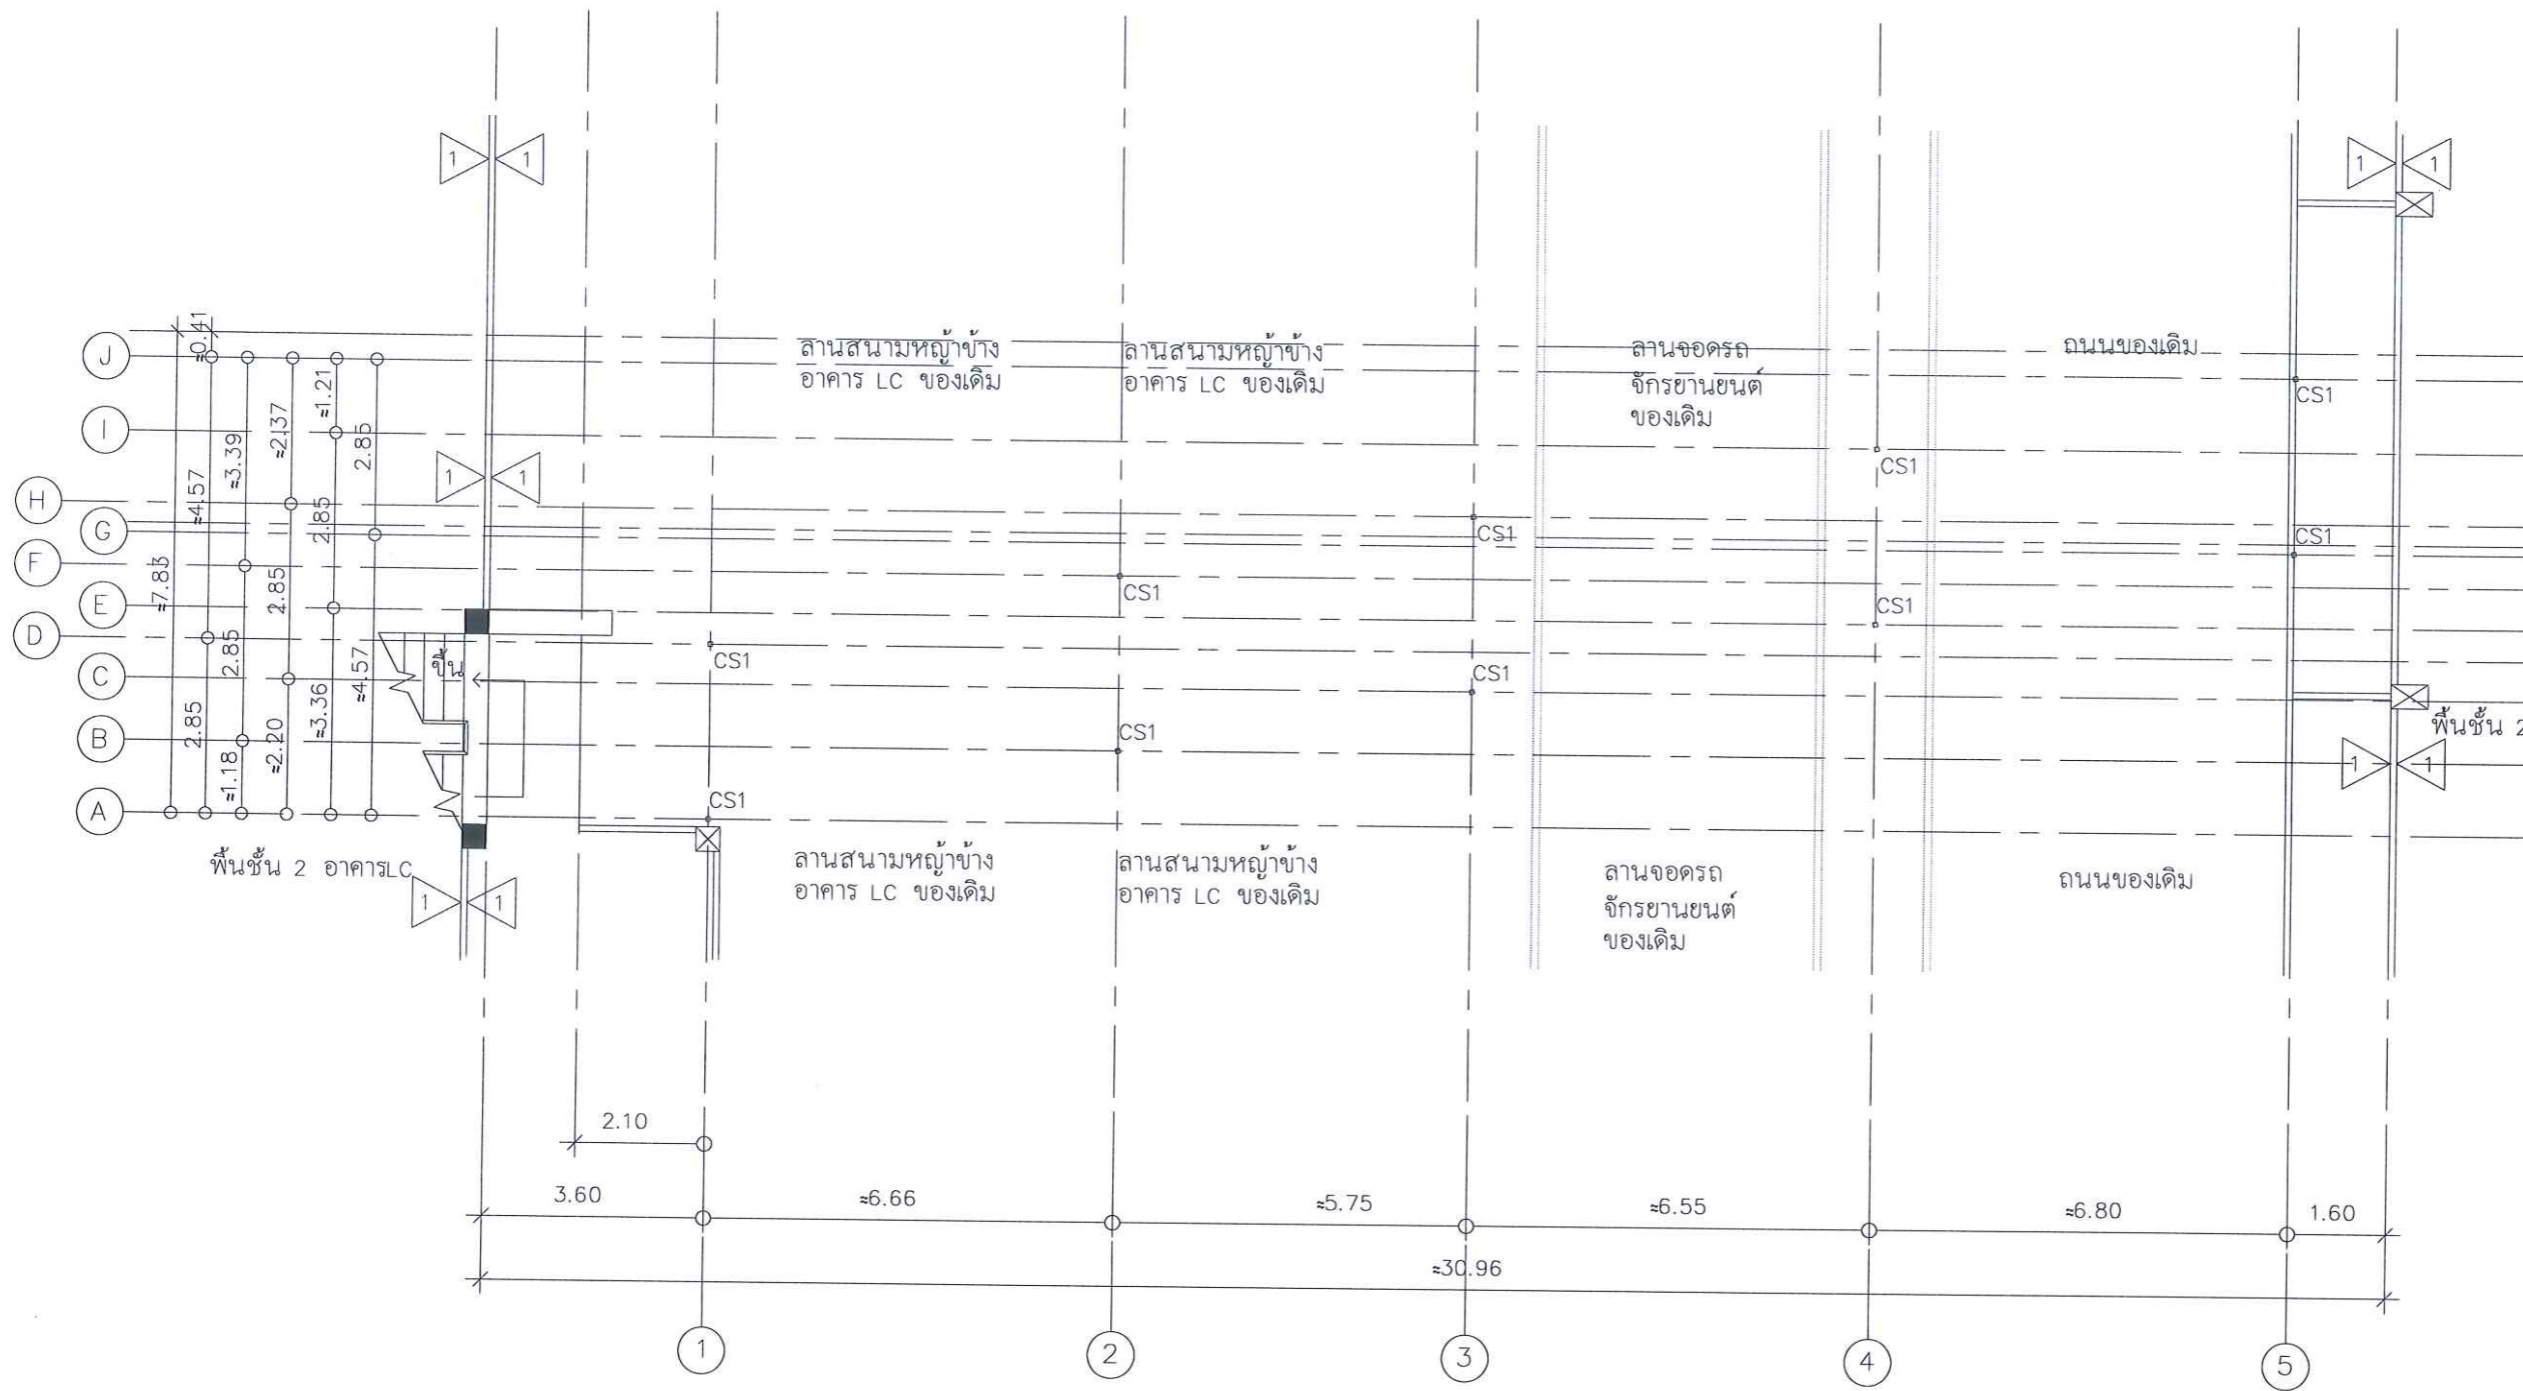 1 1
1 1
J
≈0.41
ลานสนามหญ้าข้าง
อาคาร LC ของเดิม
ลานสนามหญ้าข้าง
อาคาร LC ของเดิม
ลานจอดรถ
จักรยานยนต์
ของเดิม
ถนนของเดิม
CS1
≈1.21
I
≈2.37
≈3.39
2.85
1 1
CS1
H
≈4.57
2.85
G
CS1
CS1
F
≈7.83
2.85
CS1
E
CS1
D
2.85
ขึ้น
≈4.57
CS1
C
CS1
≈3.36
2.85
≈2.20
B
CS1
พื้นชั้น 2
≈1.18
1 1
A
CS1
พื้นชั้น 2 อาคารLC
ลานสนามหญ้าข้าง
อาคาร LC ของเดิม
ลานสนามหญ้าข้าง
อาคาร LC ของเดิม
ลานจอดรถ
จักรยานยนต์
ของเดิม
ถนนของเดิม
1 1
2.10
3.60 ≈6.66 ≈5.75 ≈6.55 ≈6.80 1.60
≈30.96
1 2 3 4 5